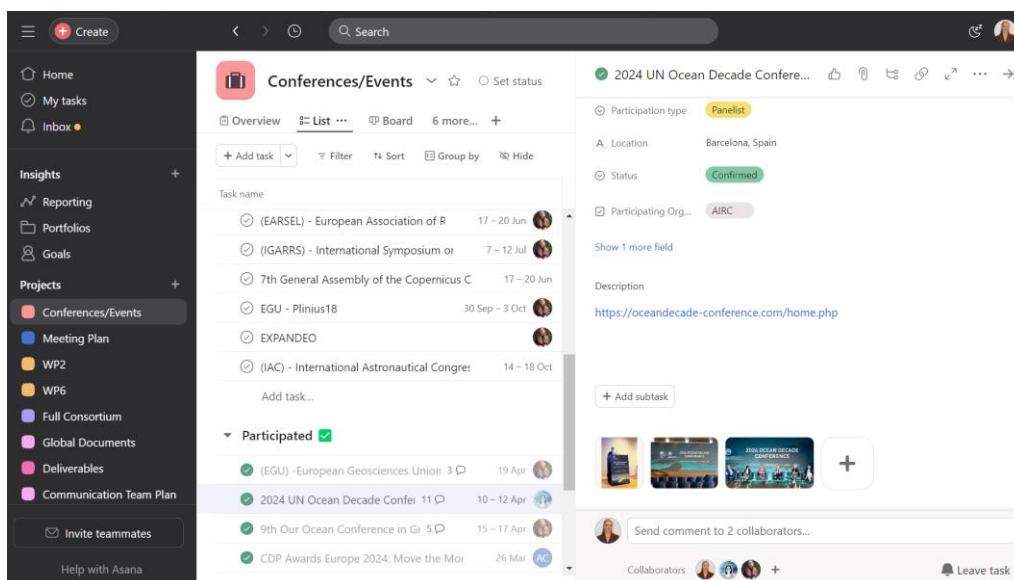 Create
Search
Home
My tasks
Inbox
Insights
Reporting
Portfolios
Goals
Projects
Conferences/Events
Meeting Plan
WP2
WP6
Full Consortium
Global Documents
Deliverables
Communication Team Plan
Invite teammates
Help with Asana
Conferences/Events
Set status
Overview List ... Board 6 more... +
+ Add task Filter Sort Group by Hide
Task name
(EARSEL) - European Association of R 17 – 20 Jun
(IGARRS) - International Symposium or 7 – 12 Jul
7th General Assembly of the Copernicus C 17 – 20 Jun
EGU - Plinius18 30 Sep – 3 Oct
EXPANDEO
(IAC) - International Astronautical Congres 14 – 18 Oct
Add task...
Participated
(EGU) -European Geosciences Union 3 19 Apr
2024 UN Ocean Decade Confe 11 10 – 12 Apr
9th Our Ocean Conference in G 5 15 – 17 Apr
CDP Awards Europe 2024: Move the Mo 26 Mar AC
2024 UN Ocean Decade Confere...
Participation type Panelist
A Location Barcelona, Spain
Status Confirmed
Participating Org... AIRC
Show 1 more field
Description
https://oceandecade-conference.com/home.php
+ Add subtask
2024 OCEAN DECADE
CONFERENCE
Send comment to 2 collaborators...
Collaborators +
Leave task